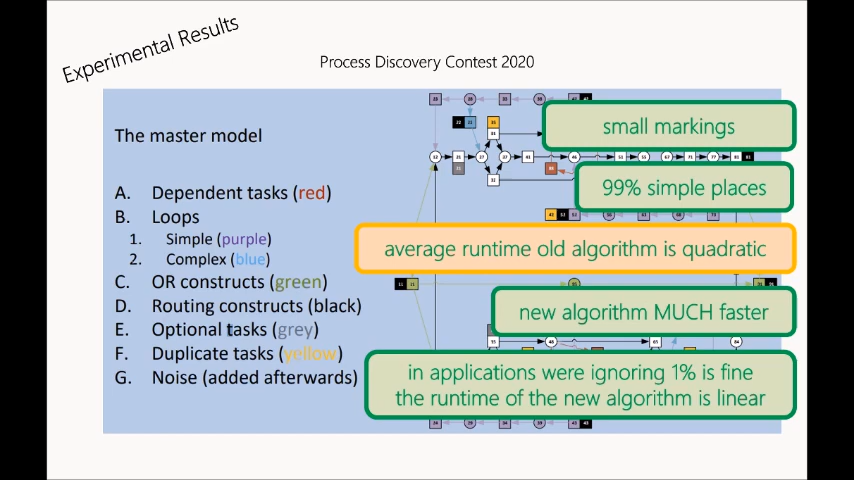 Experimental Results
Process Discovery Contest 2020
The master model
A. Dependent tasks (red)
B. Loops
1. Simple (purple)
2. Complex (blue)
C. OR constructs (green)
D. Routing constructs (black)
E. Optional tasks (grey)
F. Duplicate tasks (yellow)
G. Noise (added afterwards)
small markings
99% simple places
average runtime old algorithm is quadratic
new algorithm MUCH faster
in applications were ignoring 1% is fine
the runtime of the new algorithm is linear